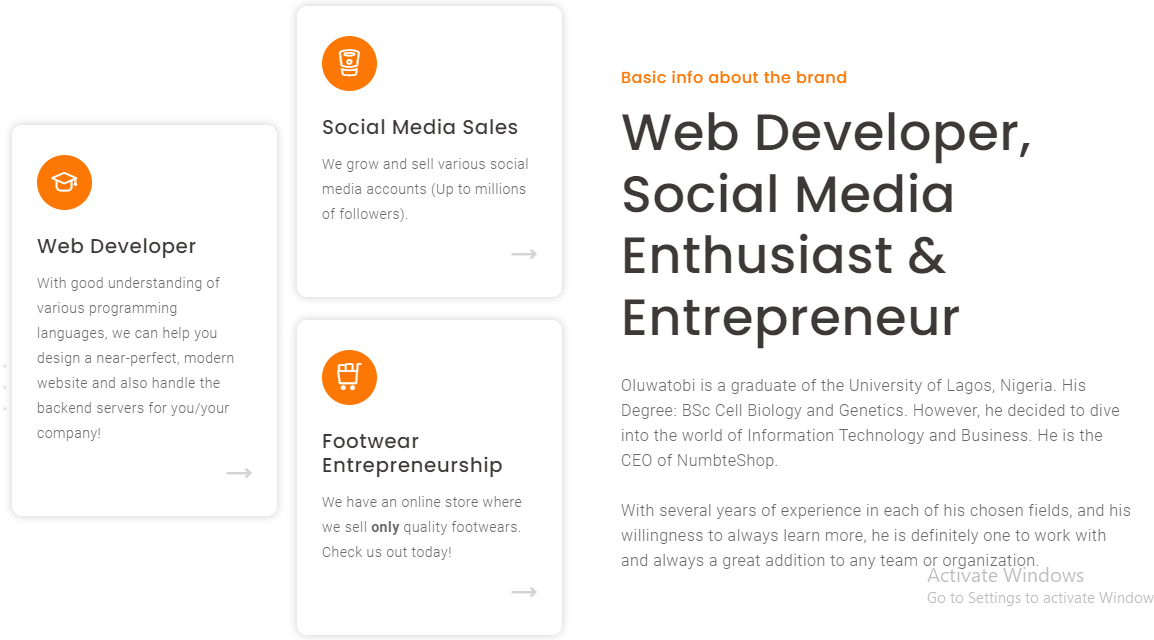 Web Developer
With good understanding of
various programming
languages, we can help you
design a near-perfect, modern
website and also handle the
backend servers for you/your
company!
Social Media Sales
We grow and sell various social
media accounts (Up to millions
of followers).
Footwear
Entrepreneurship
We have an online store where
we sell only quality footwears.
Check us out today!
Basic info about the brand
Web Developer,
Social Media
Enthusiast &
Entrepreneur
Oluwatobi is a graduate of the University of Lagos, Nigeria. His
Degree: BSc Cell Biology and Genetics. However, he decided to dive
into the world of Information Technology and Business. He is the
CEO of NumbteShop.
With several years of experience in each of his chosen fields, and his
willingness to always learn more, he is definitely one to work with
and always a great addition to any team or organization.
Activate Windows
Go to Settings to activate Window